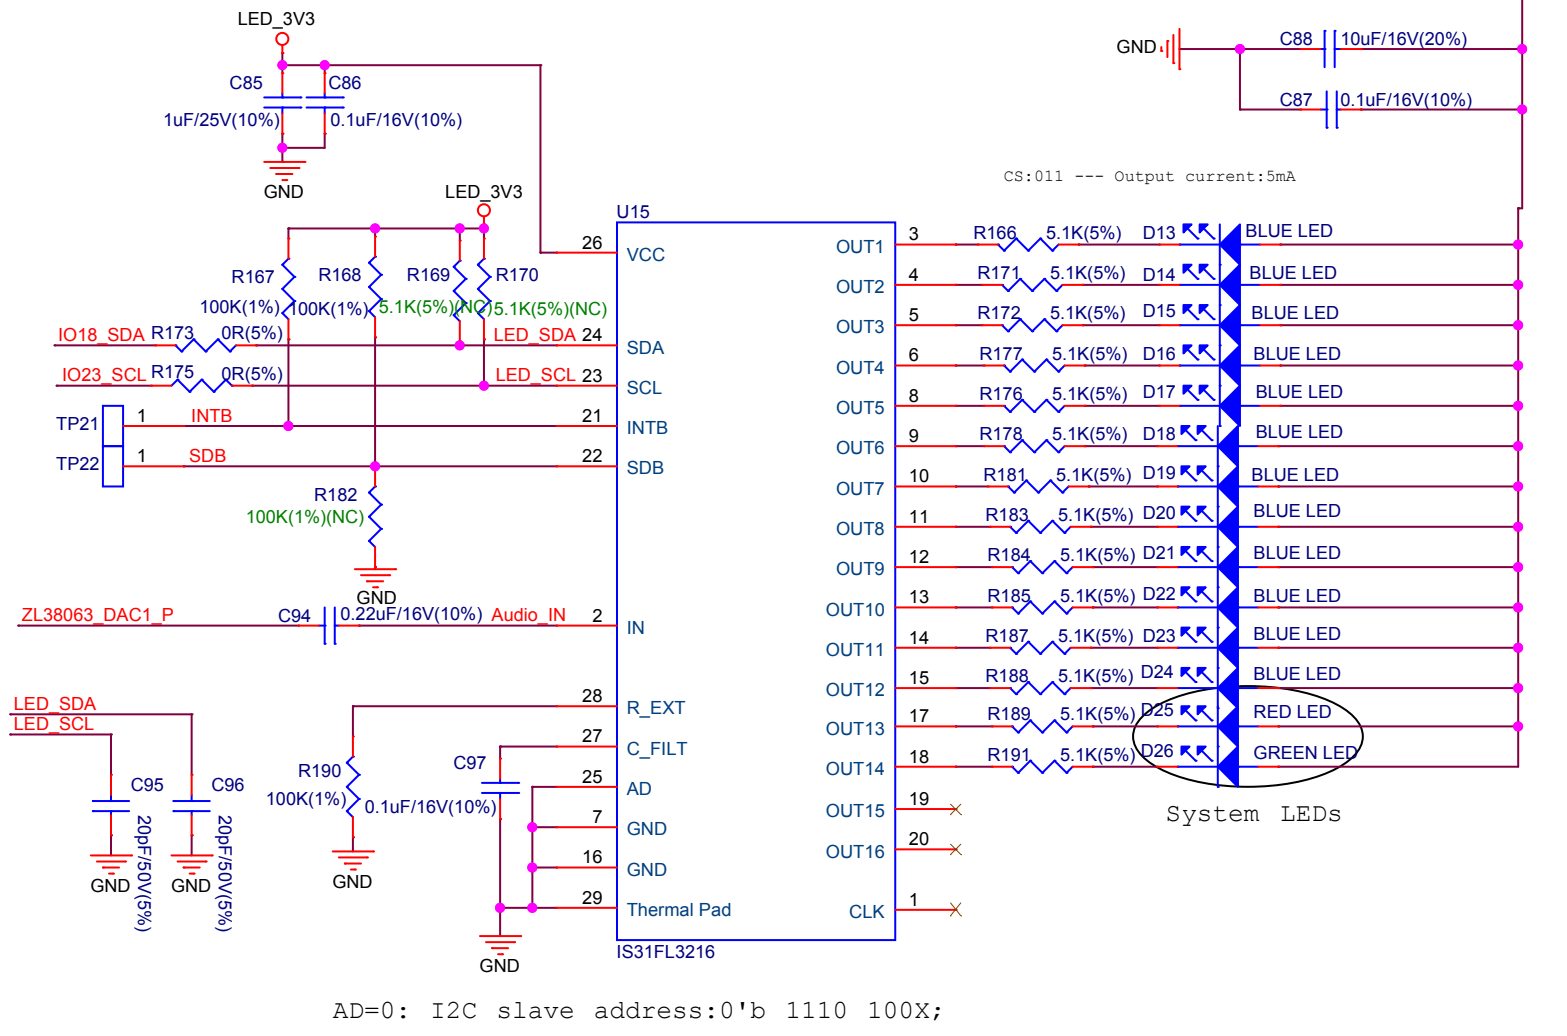 LED_3V3
C85
C86
1uF/25V(10%)
0.1uF/16V(10%)
GND
GND
C88
10uF/16V(20%)
C87
0.1uF/16V(10%)
CS:011 --- Output current:5mA
LED_3V3
R167
R168
R169
R170
100K(1%)
100K(1%)
5.1K(5%)(NC)
5.1K(5%)(NC)
IO18_SDA
R173
0R(5%)
LED_SDA
24
IO23_SCL
R175
0R(5%)
LED_SCL
23
TP21
1
INTB
21
TP22
1
SDB
22
R182
100K(1%)(NC)
GND
ZL38063_DAC1_P
C94
0.22uF/16V(10%)
Audio_IN
2
LED_SDA
LED_SCL
C95
20pF/50V(5%)
GND
C96
20pF/50V(5%)
GND
R190
100K(1%)
GND
C97
0.1uF/16V(10%)
GND
U15
26
VCC
SDA
SCL
INTB
SDB
IN
28
R_EXT
27
C_FILT
25
AD
7
GND
16
GND
29
Thermal Pad
IS31FL3216
OUT1 3 R166 5.1K(5%) D13 BLUE LED
OUT2 4 R171 5.1K(5%) D14 BLUE LED
OUT3 5 R172 5.1K(5%) D15 BLUE LED
OUT4 6 R177 5.1K(5%) D16 BLUE LED
OUT5 8 R176 5.1K(5%) D17 BLUE LED
OUT6 9 R178 5.1K(5%) D18 BLUE LED
OUT7 10 R181 5.1K(5%) D19 BLUE LED
OUT8 11 R183 5.1K(5%) D20 BLUE LED
OUT9 12 R184 5.1K(5%) D21 BLUE LED
OUT10 13 R185 5.1K(5%) D22 BLUE LED
OUT11 14 R187 5.1K(5%) D23 BLUE LED
OUT12 15 R188 5.1K(5%) D24 BLUE LED
OUT13 17 R189 5.1K(5%) D25 RED LED
OUT14 18 R191 5.1K(5%) D26 GREEN LED
OUT15 19
OUT16 20
CLK 1
System LEDs
AD=0: I2C slave address:0'b 1110 100X;